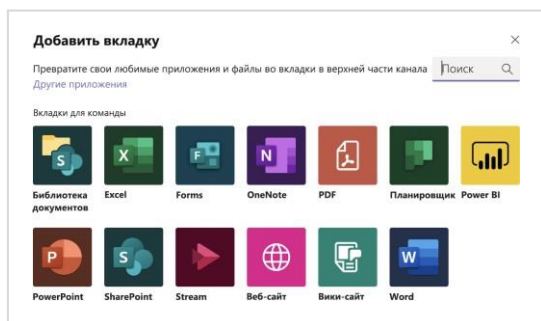 Добавить вкладку
Превратите свои любимые приложения и файлы во вкладки в верхней части канала
Поиск
Другие приложения
Вкладки для команды
Библиотека документов
Excel
Forms
OneNote
PDF
Планировщик
Power BI
PowerPoint
SharePoint
Stream
Веб-сайт
Вики-сайт
Word